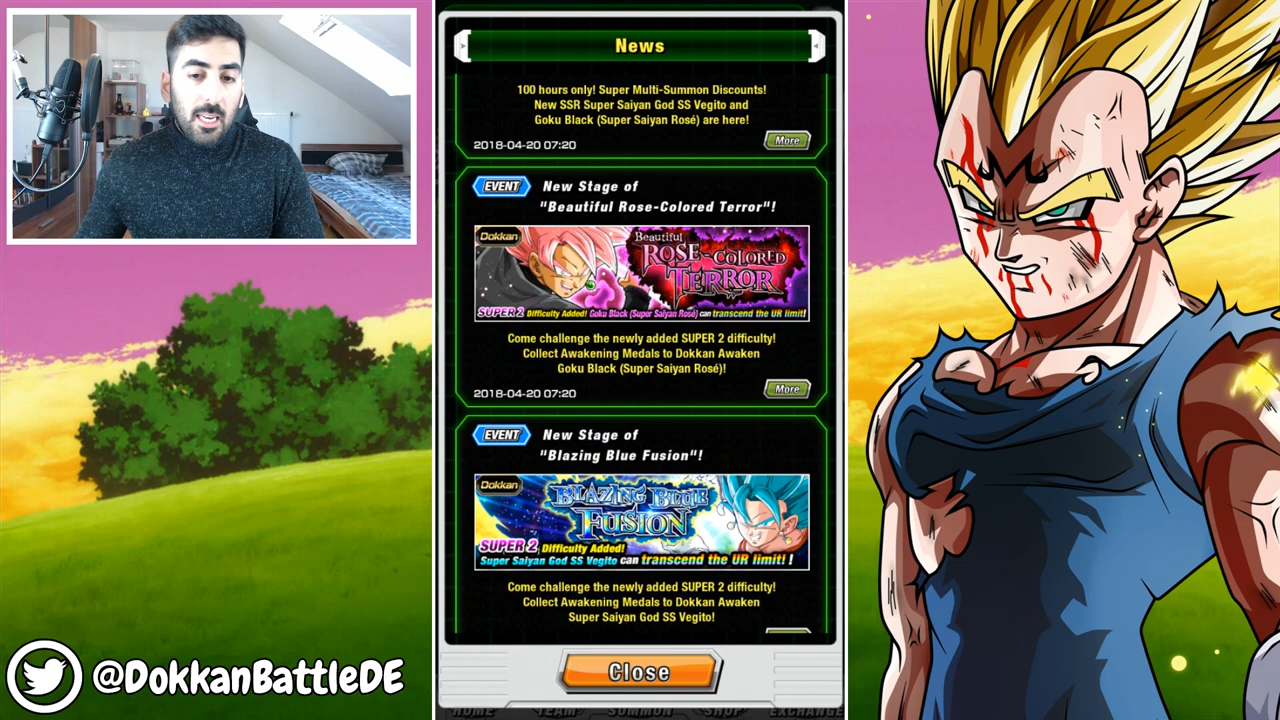 News
100 hours only! Super Multi-Summon Discounts!
New SSR Super Saiyan God SS Vegito and
Goku Black (Super Saiyan Rosé) are here!
2018-04-20 07:20
More
EVENT
New Stage of
"Beautiful Rose-Colored Terror"!
Dokkan
Beautiful
ROSE-COLORED
TERROR
SUPER 2 Difficulty Added! Goku Black (Super Saiyan Rosé) can transcend the UR limit!
Come challenge the newly added SUPER 2 difficulty!
Collect Awakening Medals to Dokkan Awaken
Goku Black (Super Saiyan Rosé)!
2018-04-20 07:20
More
EVENT
New Stage of
"Blazing Blue Fusion"!
Dokkan
BLAZING BLUE
FUSION
SUPER 2 Difficulty Added!
Super Saiyan God SS Vegito can transcend the UR limit!!
Come challenge the newly added SUPER 2 difficulty!
Collect Awakening Medals to Dokkan Awaken
Super Saiyan God SS Vegito!
Close
HOME TEAM SUMMON SHOP EXCHANGE
@DokkanBattleDE